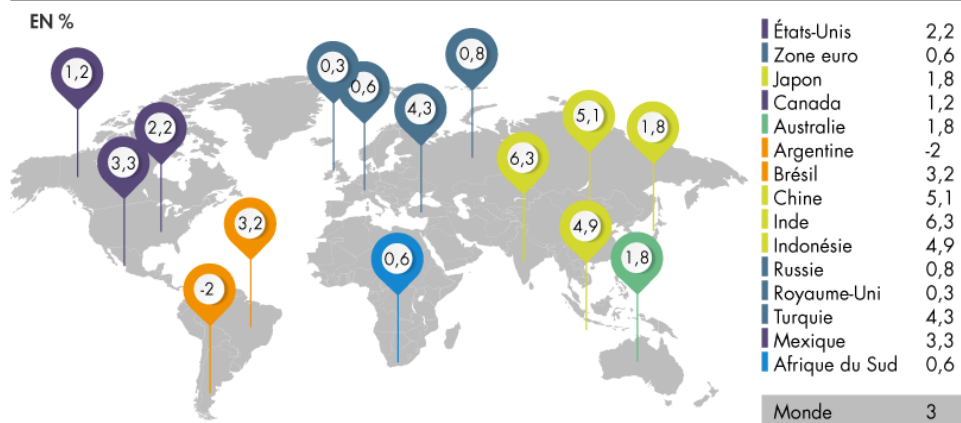 EN %
1,2
2,2
3,3
3,2
-2
0,3
0,6
4,3
0,8
0,6
6,3
5,1
1,8
4,9
1,8
États-Unis 2,2
Zone euro 0,6
Japon 1,8
Canada 1,2
Australie 1,8
Argentine -2
Brésil 3,2
Chine 5,1
Inde 6,3
Indonésie 4,9
Russie 0,8
Royaume-Uni 0,3
Turquie 4,3
Mexique 3,3
Afrique du Sud 0,6
Monde 3